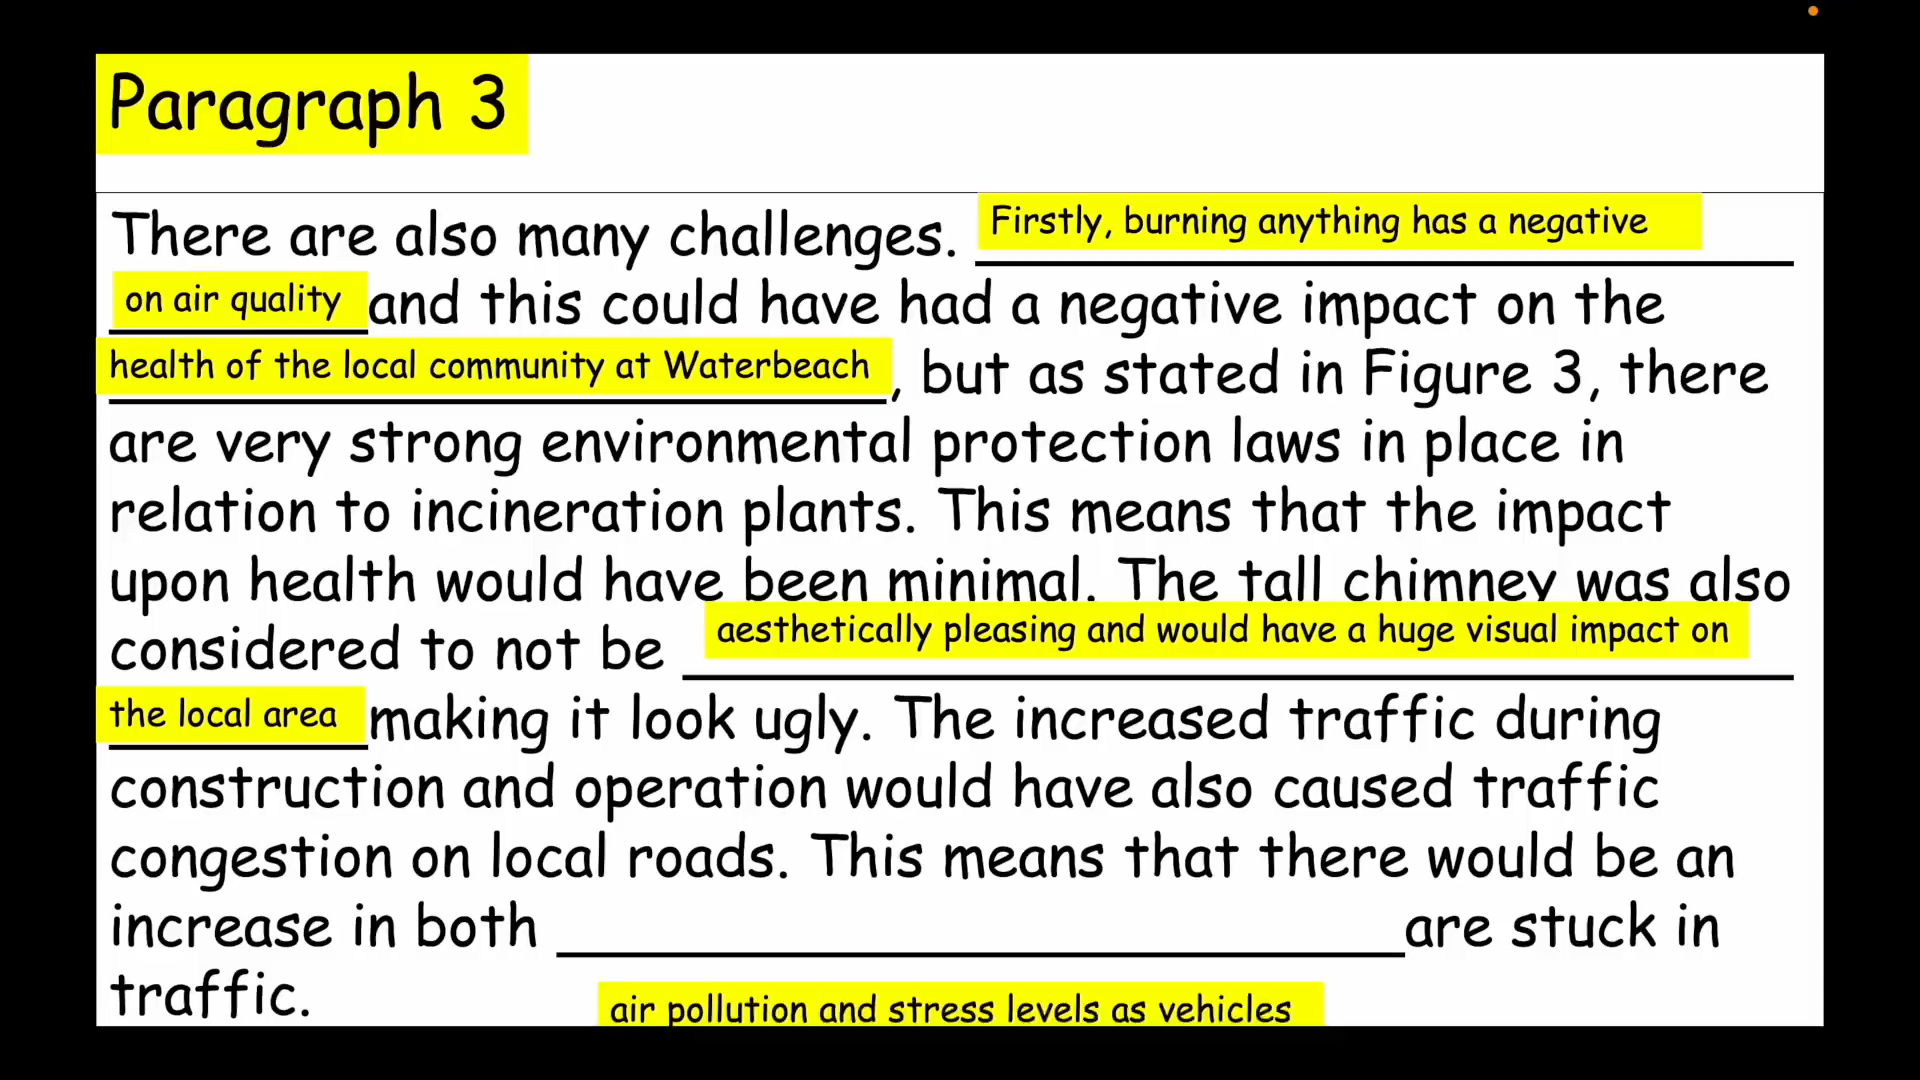 Paragraph 3
There are also many challenges. Firstly, burning anything has a negative
on air quality and this could have had a negative impact on the
health of the local community at Waterbeach, but as stated in Figure 3, there
are very strong environmental protection laws in place in
relation to incineration plants. This means that the impact
upon health would have been minimal. The tall chimney was also
considered to not be aesthetically pleasing and would have a huge visual impact on
the local area making it look ugly. The increased traffic during
construction and operation would have also caused traffic
congestion on local roads. This means that there would be an
increase in both are stuck in
traffic.
air pollution and stress levels as vehicles